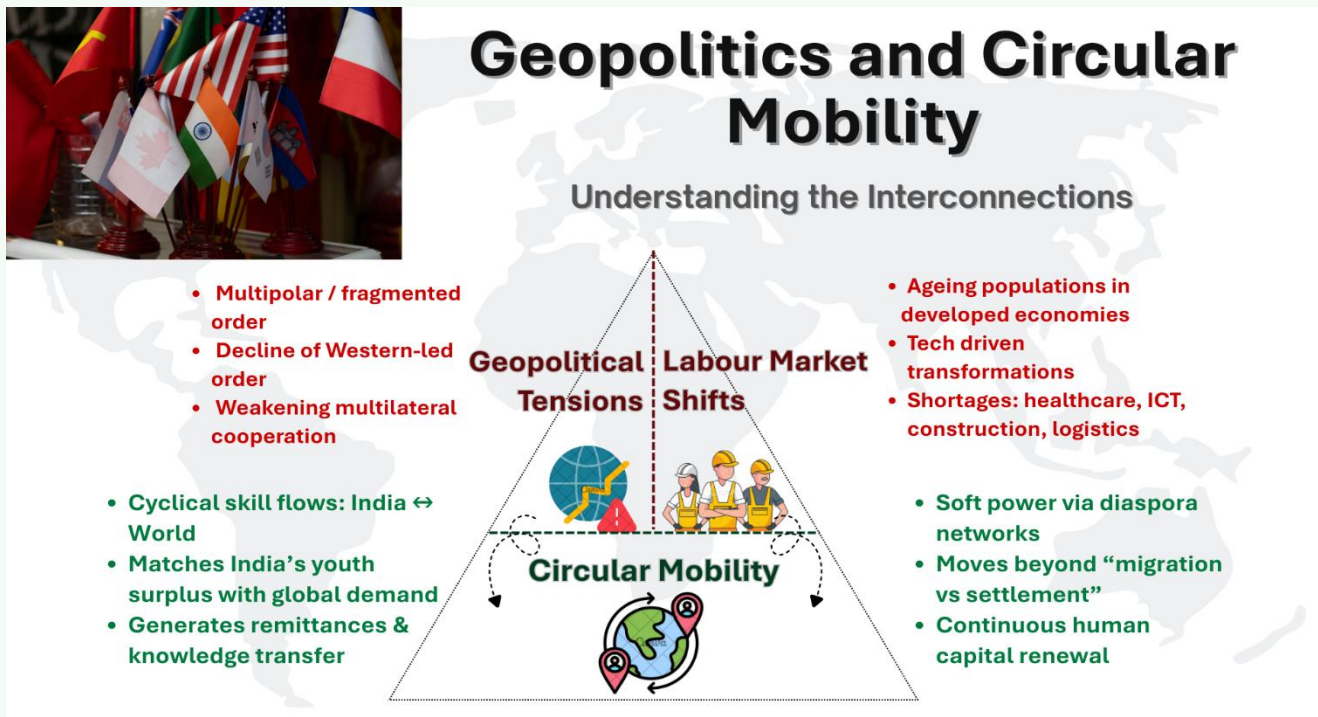 Geopolitics and Circular
Mobility
Understanding the Interconnections
• Multipolar / fragmented
order
• Decline of Western-led
order
• Weakening multilateral
cooperation
Geopolitical
Tensions
Labour Market
Shifts
• Ageing populations in
developed economies
• Tech driven
transformations
• Shortages: healthcare, ICT,
construction, logistics
• Cyclical skill flows: India ↔
World
• Matches India’s youth
surplus with global demand
• Generates remittances &
knowledge transfer
Circular Mobility
• Soft power via diaspora
networks
• Moves beyond “migration
vs settlement”
• Continuous human
capital renewal